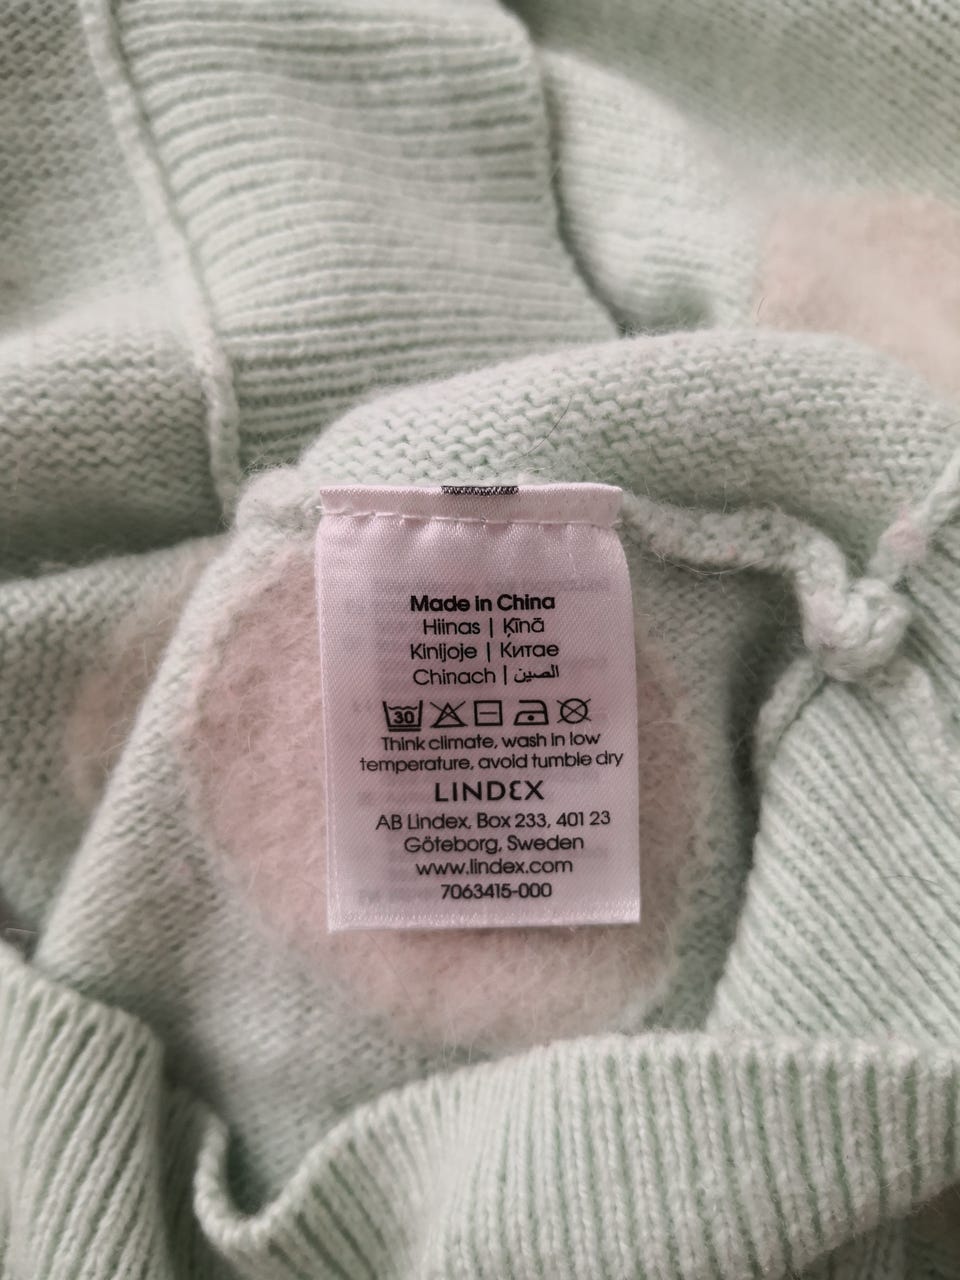 Made in China
Hiinas | Ķīnā
Kinijoje | Китае
Chinach | الصين
30
Think climate, wash in low
temperature, avoid tumble dry
LINDEX
AB Lindex, Box 233, 401 23
Göteborg, Sweden
www.lindex.com
7063415-000